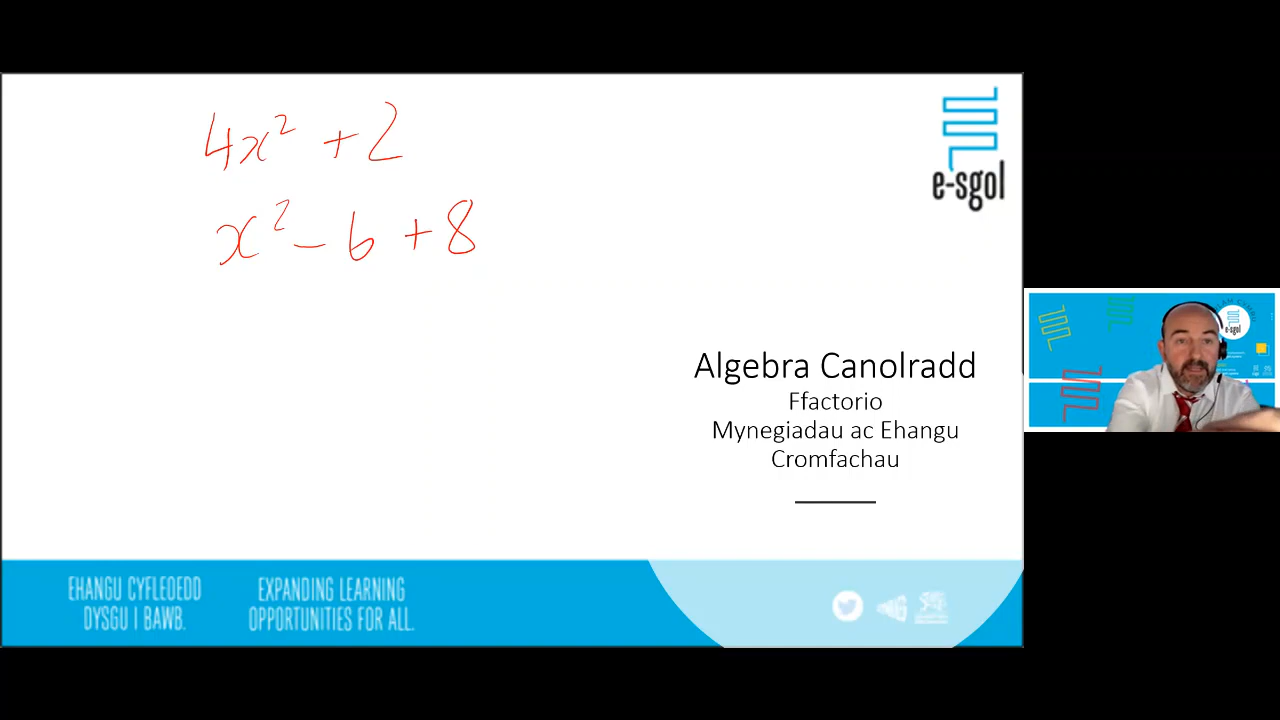 4x² + 2
x² - 6 + 8
e-sgol
Algebra Canolradd
Ffactorio
Mynegiadau ac Ehangu
Cromfachau
EHANGU CYFLEOEDD
DYSGU I BAWB.
EXPANDING LEARNING
OPPORTUNITIES FOR ALL.
e-sgol